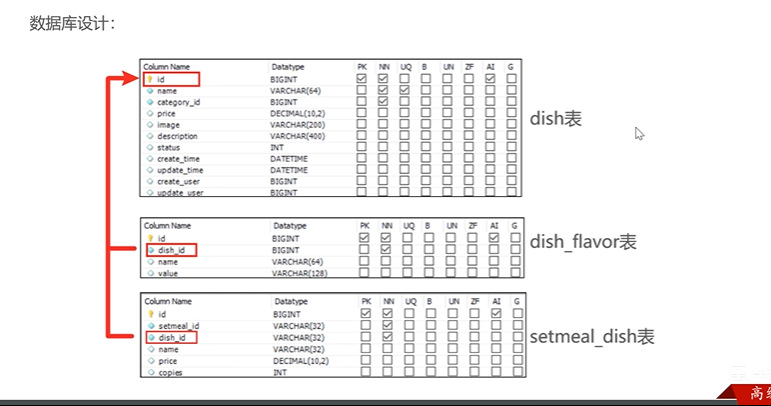 数据库设计：
Column Name Datatype PK NN UQ B UN ZF AI G
id BIGINT
name VARCHAR(64)
category_id BIGINT
price DECIMAL(10,2)
image VARCHAR(200)
description VARCHAR(400)
status INT
create_time DATETIME
update_time DATETIME
create_user BIGINT
update_user BIGINT
dish表
Column Name Datatype PK NN UQ B UN ZF AI G
id BIGINT
dish_id BIGINT
name VARCHAR(64)
value VARCHAR(128)
dish_flavor表
Column Name Datatype PK NN UQ B UN ZF AI G
id BIGINT
setmeal_id VARCHAR(32)
dish_id VARCHAR(32)
name VARCHAR(32)
price DECIMAL(10,2)
copies INT
setmeal_dish表